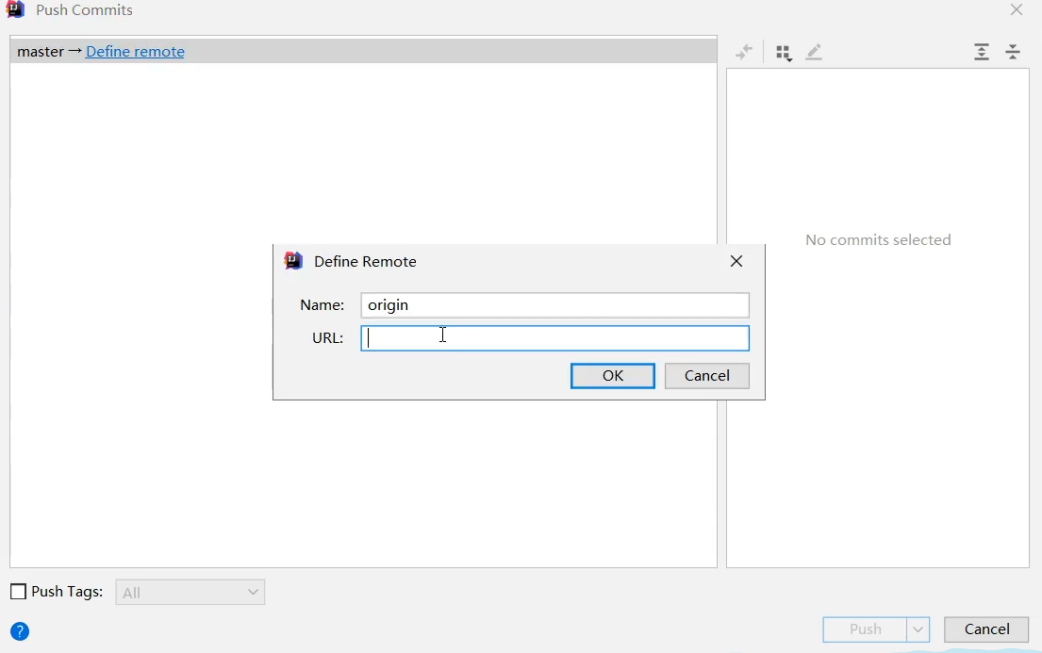 Push Commits
master → Define remote
No commits selected
Define Remote
Name: origin
URL:
OK Cancel
Push Tags: All
? Push Cancel